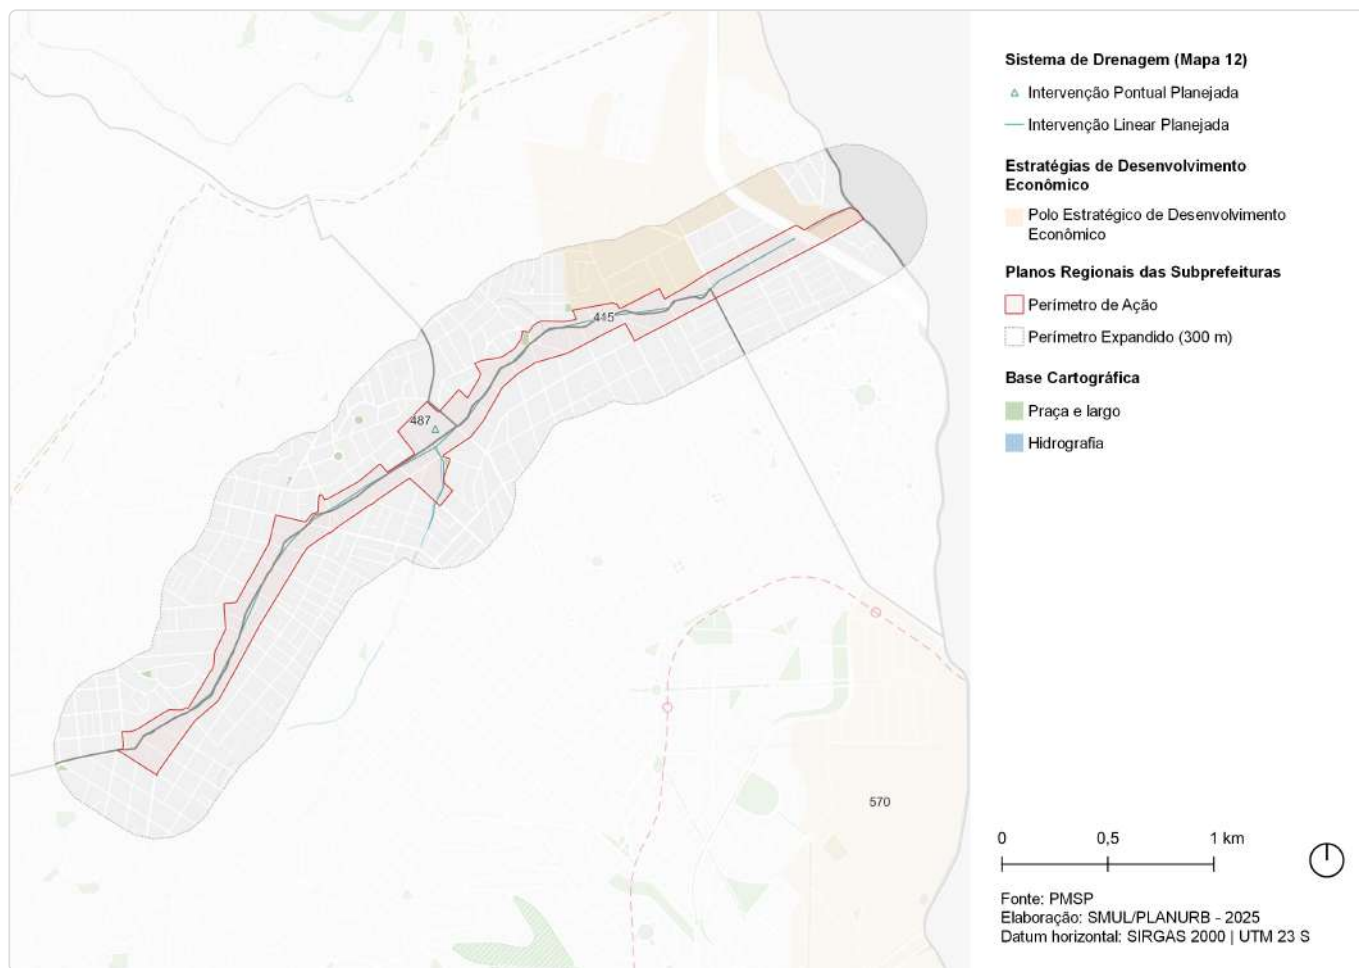 Sistema de Drenagem (Mapa 12)
Intervenção Pontual Planejada
Intervenção Linear Planejada
Estratégias de Desenvolvimento
Econômico
Polo Estratégico de Desenvolvimento
Econômico
Planos Regionais das Subprefeituras
Perímetro de Ação
Perímetro Expandido (300 m)
Base Cartográfica
Praça e largo
Hidrografia
445
487
570
0 0,5 1 km
Fonte: PMSP
Elaboração: SMUL/PLANURB - 2025
Datum horizontal: SIRGAS 2000 | UTM 23 S